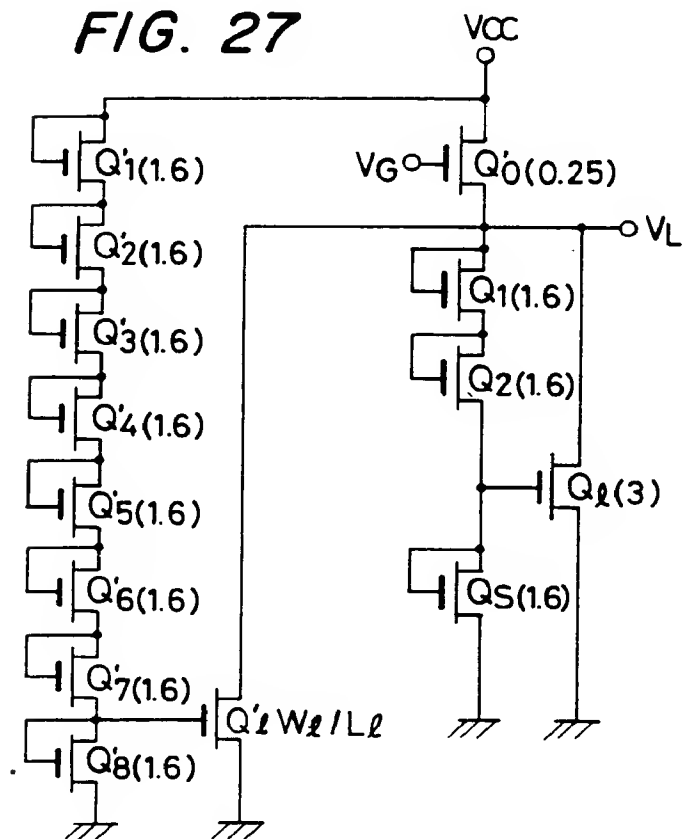 FIG. 27
VCC
Q'1(1.6)
VG
Q'0(0.25)
Q'2(1.6)
VL
Q1(1.6)
Q'3(1.6)
Q2(1.6)
Q'4(1.6)
Q'5(1.6)
Qℓ(3)
Q'6(1.6)
QS(1.6)
Q'7(1.6)
Q'ℓ Wℓ/Lℓ
Q'8(1.6)